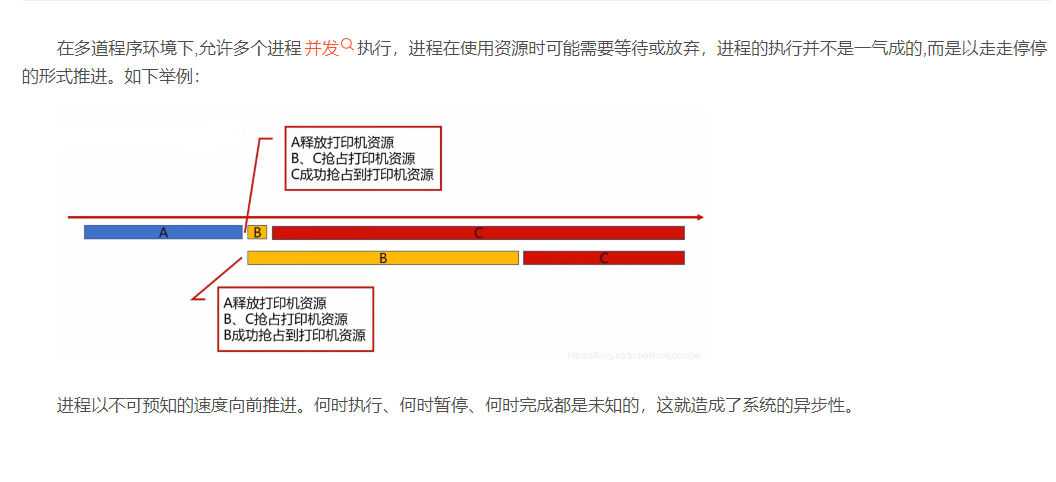 在多道程序环境下,允许多个进程 并发 执行，进程在使用资源时可能需要等待或放弃，进程的执行并不是一气成的,而是以走走停停
的形式推进。如下举例：
A释放打印机资源
B、C抢占打印机资源
C成功抢占到打印机资源
A
B
C
B
C
A释放打印机资源
B、C抢占打印机资源
B成功抢占到打印机资源
进程以不可预知的速度向前推进。何时执行、何时暂停、何时完成都是未知的，这就造成了系统的异步性。